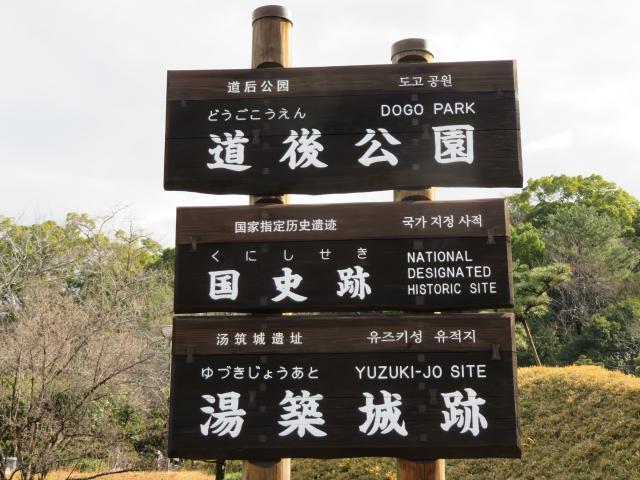 道后公园 도고 공원
どうごこうえん DOGO PARK
道後公園
国家指定历史遗迹 국가 지정 사적
くにしせき NATIONAL
DESIGNATED
HISTORIC SITE
国史跡
汤筑城遗址 유즈키성 유적지
ゆづきじょうあと YUZUKI-JO SITE
湯築城跡